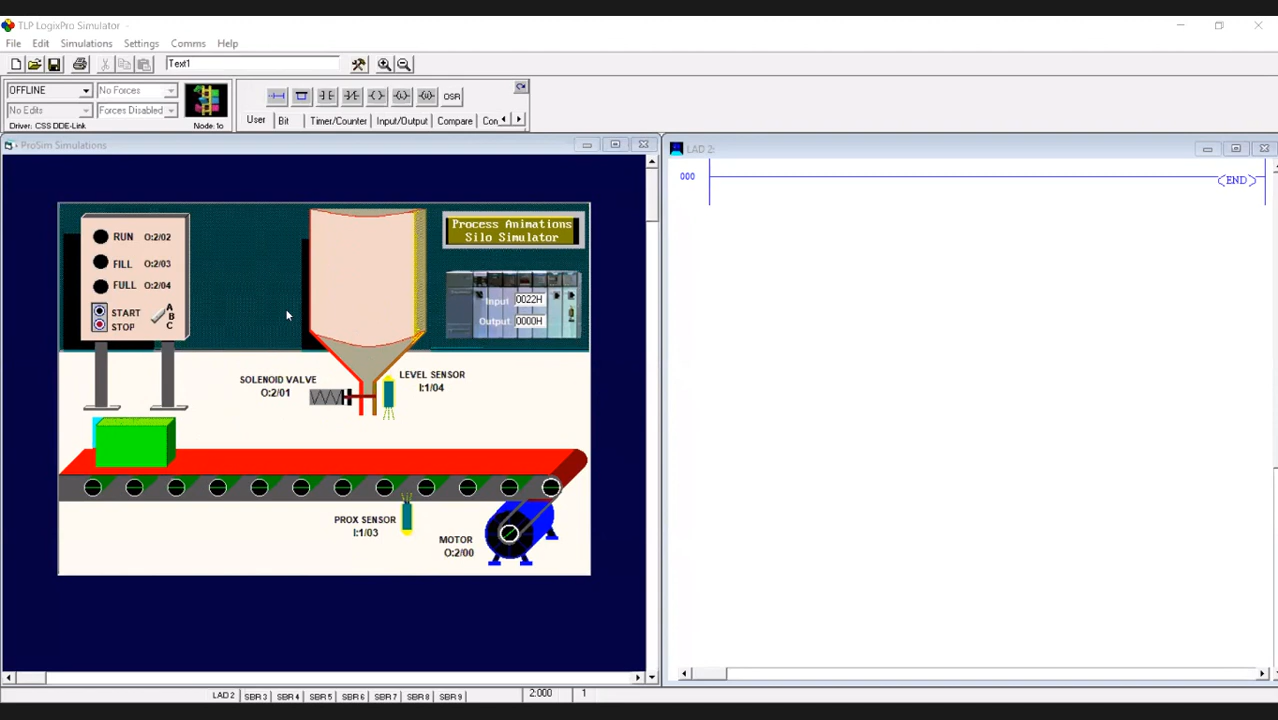 TLP LogixPro Simulator -
File Edit Simulations Settings Comms Help
Text1
OFFLINE No Forces
No Edits Forces Disabled
Driver: CSS DDE-Link Node: 1o
OSR
User Bit Timer/Counter Input/Output Compare Con
ProSim Simulations
LAD 2:
000 END
Process Animations
Silo Simulator
RUN O:2/02
FILL O:2/03
FULL O:2/04
START
STOP
A
B
C
Input 0022H
Output 0000H
SOLENOID VALVE
O:2/01
LEVEL SENSOR
I:1/04
PROX SENSOR
I:1/03
MOTOR
O:2/00
LAD 2 SBR 3 SBR 4 SBR 5 SBR 6 SBR 7 SBR 8 SBR 9 2:000 1